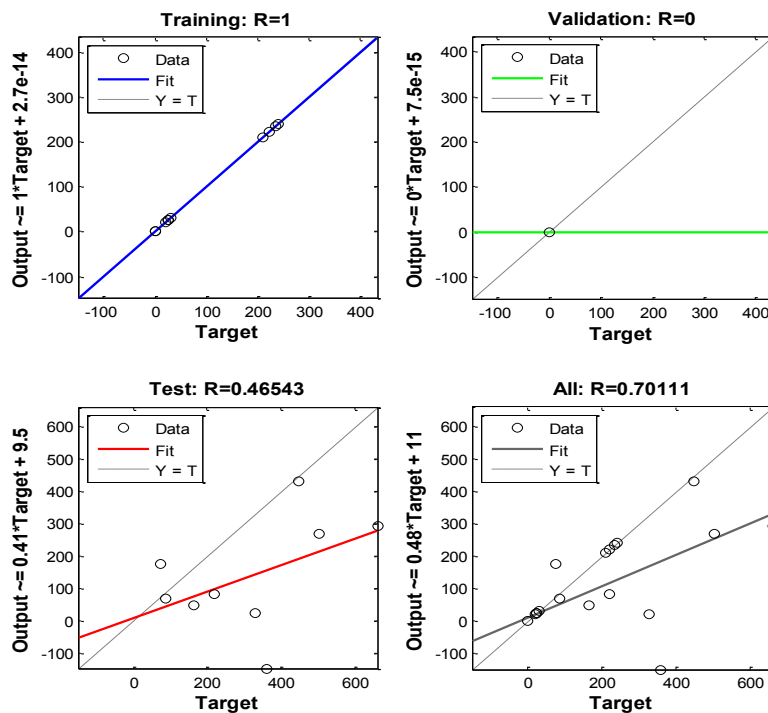 Training: R=1
Output ~= 1*Target + 2.7e-14
400
300
200
100
0
-100
Data
Fit
Y = T
-100
0
100
200
300
400
Target
Validation: R=0
Output ~= 0*Target + 7.5e-15
400
300
200
100
0
-100
Data
Fit
Y = T
-100
0
100
200
300
400
Target
Test: R=0.46543
Output ~= 0.41*Target + 9.5
600
500
400
300
200
100
0
-100
Data
Fit
Y = T
0
200
400
600
Target
All: R=0.70111
Output ~= 0.48*Target + 11
600
500
400
300
200
100
0
-100
Data
Fit
Y = T
0
200
400
600
Target